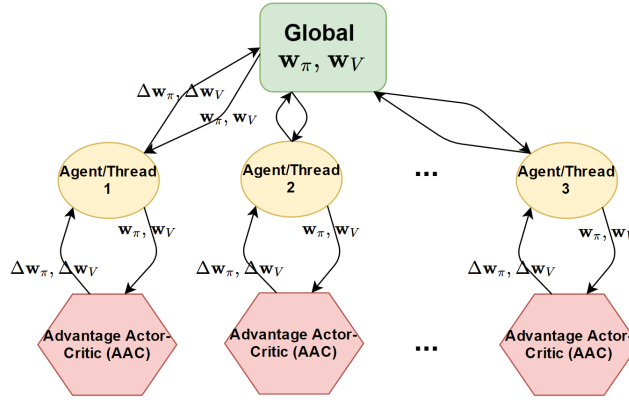 Global
w_π, w_V
Δw_π, Δw_V
w_π, w_V
Agent/Thread
1
Agent/Thread
2
...
Agent/Thread
3
w_π, w_V
w_π, w_V
w_π, w_V
Δw_π, Δw_V
Δw_π, Δw_V
Δw_π, Δw_V
Advantage Actor-
Critic (AAC)
Advantage Actor-
Critic (AAC)
...
Advantage Actor-
Critic (AAC)